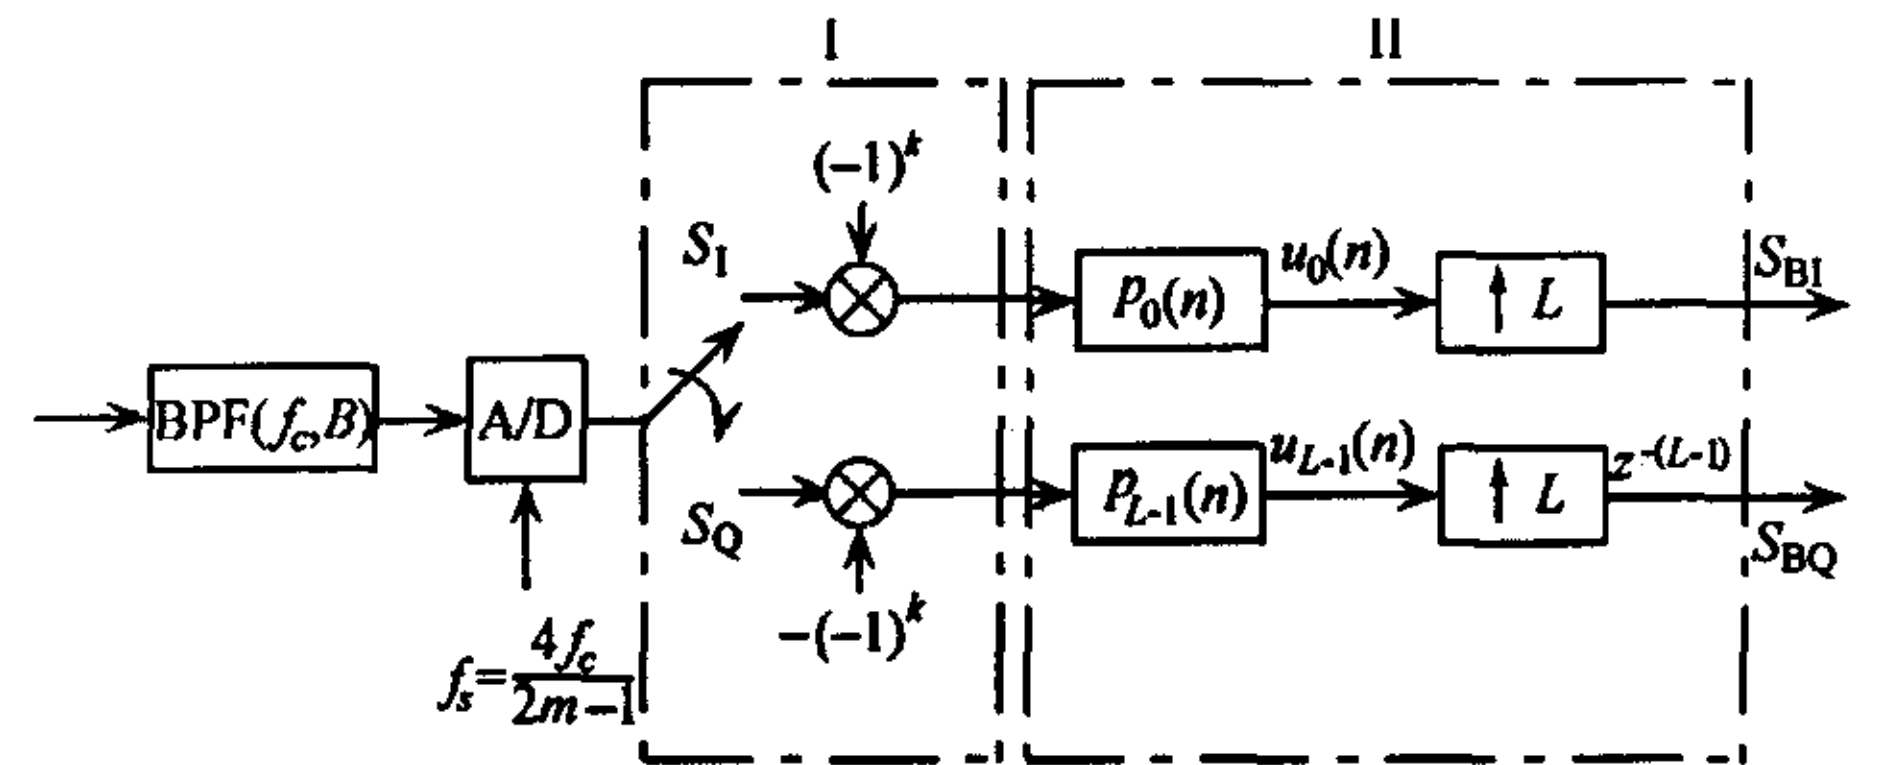 I
II
(−1)^k
S_I
p_0(n)
u_0(n)
↑ L
S_BI
BPF(f_c,B)
A/D
S_Q
p_{L-1}(n)
u_{L-1}(n)
↑ L
z^{-(L-1)}
S_BQ
−(−1)^k
f_s=4f_c/2m−1